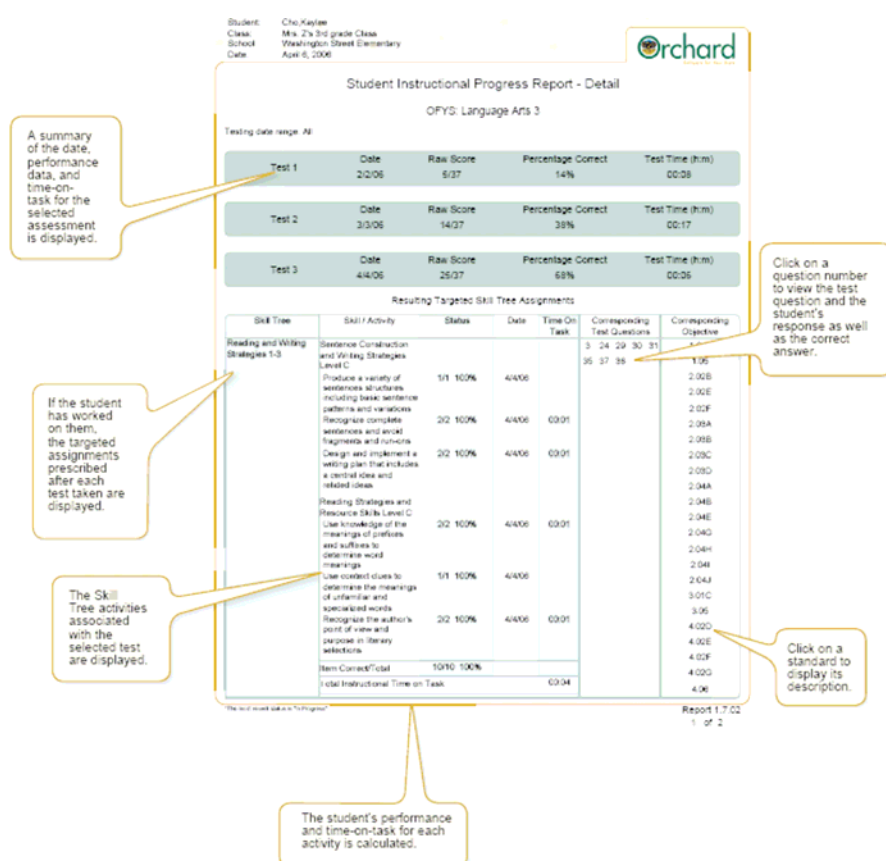 Student: Cho,Kaylee
Class: Mrs. Z's 3rd grade Class
School Washington Street Elementary
Date April 6, 2006
Orchard
Student Instructional Progress Report - Detail
OFYS: Language Arts 3
Testing date range: All
Test 1 Date Raw Score Percentage Correct Test Time (h:m)
2/2/06 5/37 14% 00:08
Test 2 Date Raw Score Percentage Correct Test Time (h:m)
3/3/06 14/37 38% 00:17
Test 3 Date Raw Score Percentage Correct Test Time (h:m)
4/4/06 25/37 68% 00:05
Resulting Targeted Skill Tree Assignments
Skill Tree Skill / Activity Status Date Time On Task Corresponding Test Questions Corresponding Objective
Reading and Writing
Strategies 1-3
Sentence Construction
and Writing Strategies
Level C
3 24 29 30 31
35 37 38
Produce a variety of 1/1 100% 4/4/06
sentences structures
including basic sentence
patterns and variations
Recognize complete 2/2 100% 4/4/06 00:01
sentences and avoid
fragments and run-ons
Design and implement a 2/2 100% 4/4/06 00:01
writing plan that includes
a central idea and
related ideas
Reading Strategies and
Resource Skills Level C
Use knowledge of the 2/2 100% 4/4/06 00:01
meanings of prefixes
and suffixes to
determine word
meanings
Use context clues to 1/1 100% 4/4/06
determine the meanings
of unfamiliar and
specialized words
Recognize the author's 2/2 100% 4/4/06 00:01
point of view and
purpose in literary
selections
Item Correct/Total 10/10 100%
Total Instructional Time on Task 00:04
1.05
2.02B
2.02E
2.02F
2.03A
2.03B
2.03C
2.03D
2.04A
2.04B
2.04E
2.04G
2.04H
2.04I
2.04J
3.01C
3.05
4.02D
4.02E
4.02F
4.02G
4.06
Report 1.7.02
1 of 2
A summary
of the date,
performance
data, and
time-on-
task for the
selected
assessment
is displayed.
If the student
has worked
on them,
the targeted
assignments
prescribed
after each
test taken are
displayed.
The Skill
Tree activities
associated
with the
selected test
are displayed.
Click on a
question number
to view the test
question and the
student's
response as well
as the correct
answer.
Click on a
standard to
display its
description.
The student's performance
and time-on-task for each
activity is calculated.